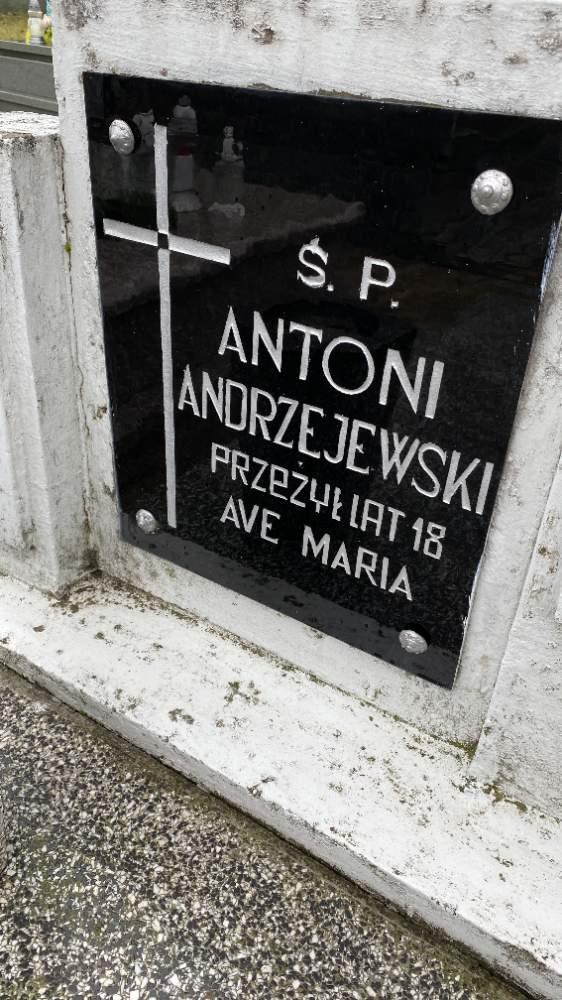 Ś. P.
ANTONI
ANDRZEJEWSKI
PRZEŻYŁ LAT 18
AVE MARIA